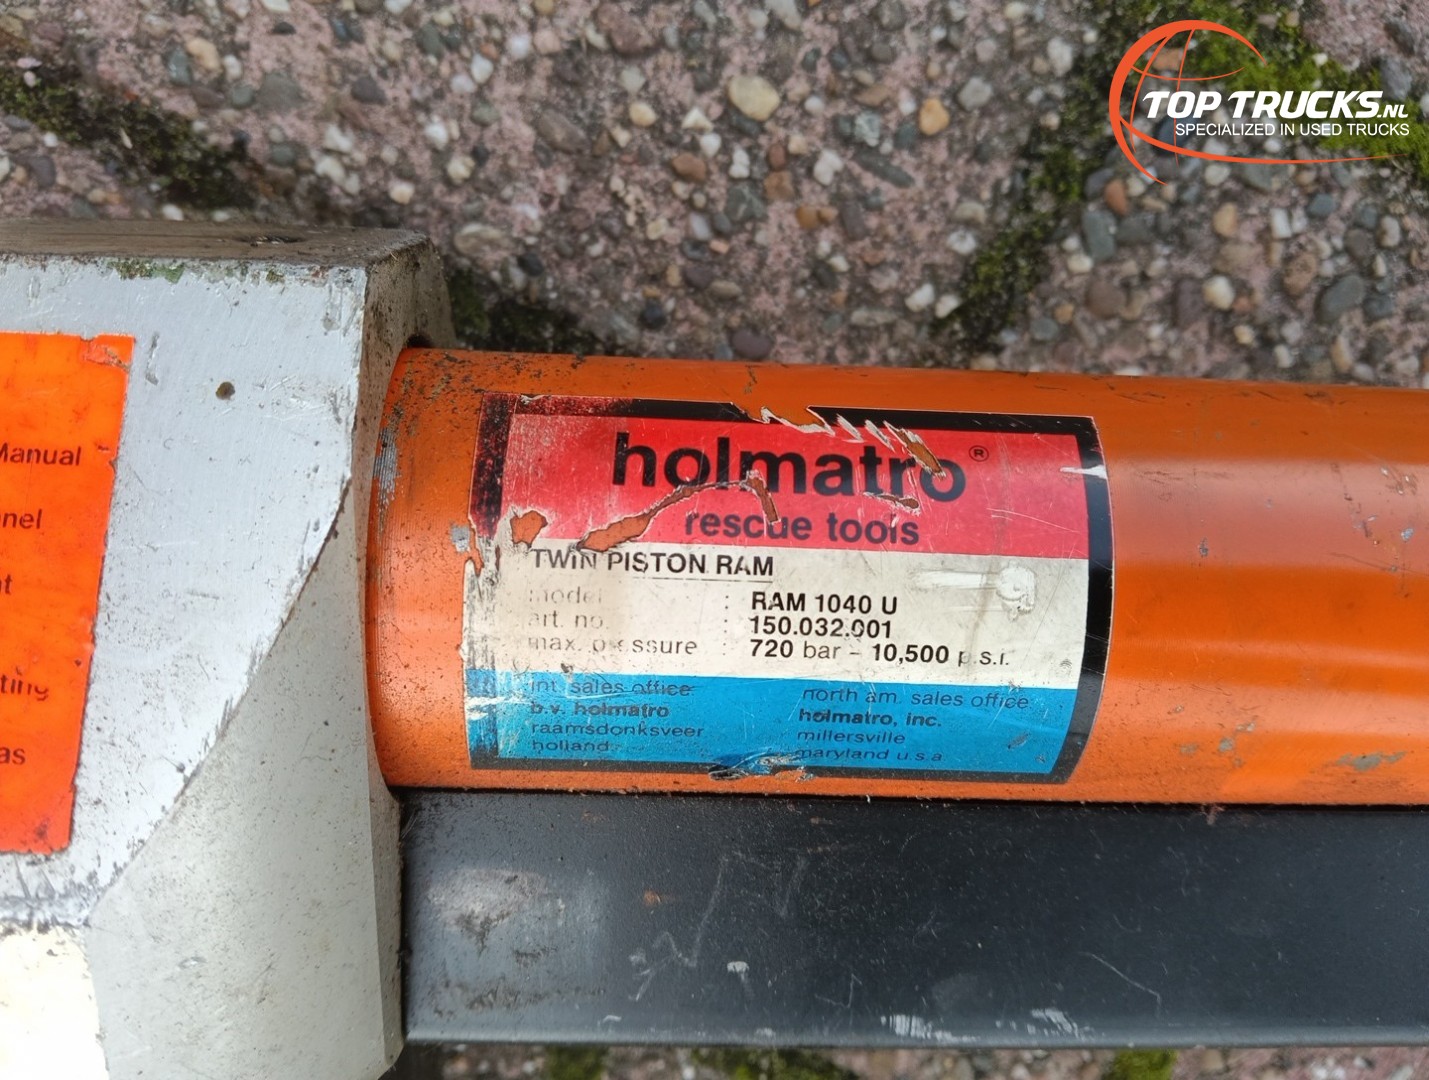 TOP TRUCKS.NL
SPECIALIZED IN USED TRUCKS
Manual
holmatro®
rescue tools
TWIN PISTON RAM
model : RAM 1040 U
art. no. : 150.032.001
max. pressure : 720 bar - 10,500 p.s.i.
int. sales office
b.v. holmatro
raamsdonksveer
holland
north am. sales office
holmatro, inc.
millersville
maryland u.s.a